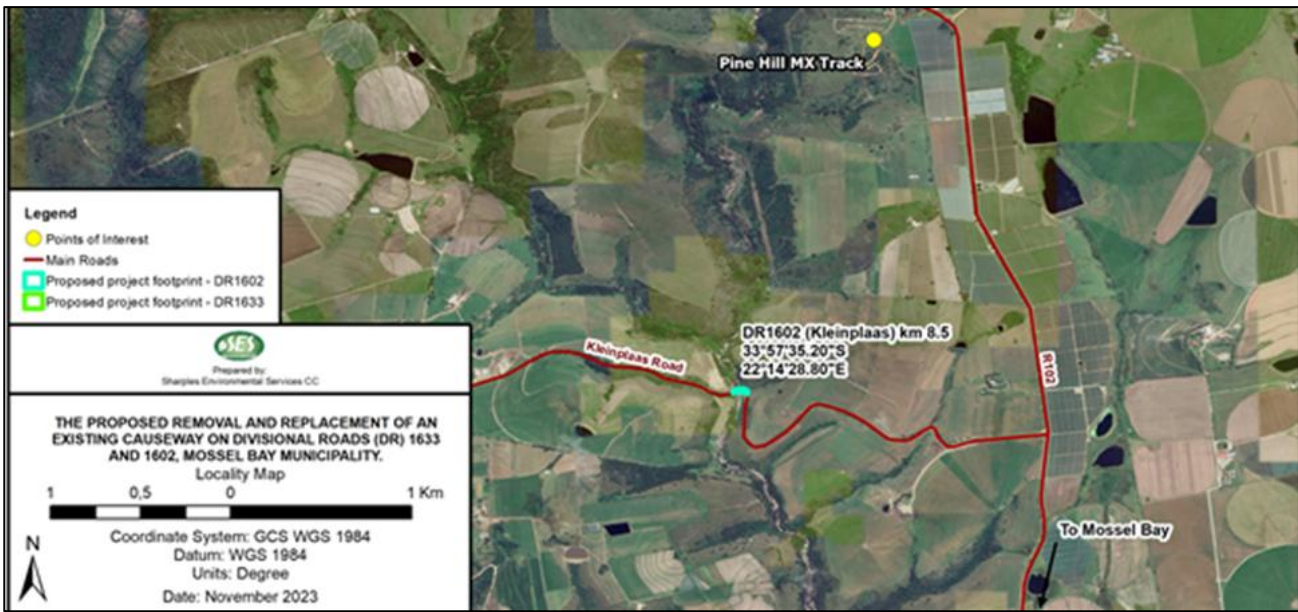 Pine Hill MX Track
Legend
Points of Interest
Main Roads
Proposed project footprint - DR1602
Proposed project footprint - DR1633
SES
Prepared by:
Sharples Environmental Services CC
THE PROPOSED REMOVAL AND REPLACEMENT OF AN
EXISTING CAUSEWAY ON DIVISIONAL ROADS (DR) 1633
AND 1602, MOSSEL BAY MUNICIPALITY.
Locality Map
1 0,5 0 1 Km
Coordinate System: GCS WGS 1984
Datum: WGS 1984
Units: Degree
Date: November 2023
N
DR1602 (Kleinplaas) km 8.5
33°57'35.20"S
22°14'28.80"E
Kleinplaas Road
R102
To Mossel Bay